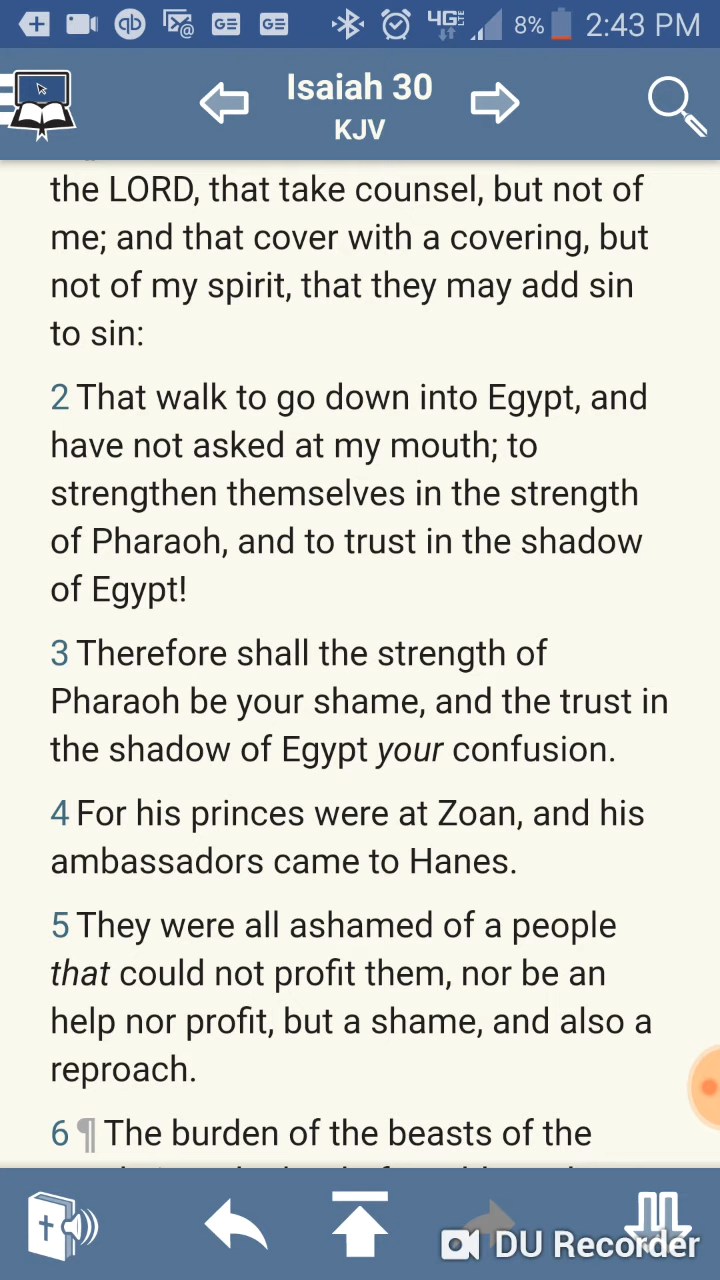 8% 2:43 PM
Isaiah 30
KJV
the LORD, that take counsel, but not of
me; and that cover with a covering, but
not of my spirit, that they may add sin
to sin:
2 That walk to go down into Egypt, and
have not asked at my mouth; to
strengthen themselves in the strength
of Pharaoh, and to trust in the shadow
of Egypt!
3 Therefore shall the strength of
Pharaoh be your shame, and the trust in
the shadow of Egypt your confusion.
4 For his princes were at Zoan, and his
ambassadors came to Hanes.
5 They were all ashamed of a people
that could not profit them, nor be an
help nor profit, but a shame, and also a
reproach.
6 ¶ The burden of the beasts of the
DU Recorder